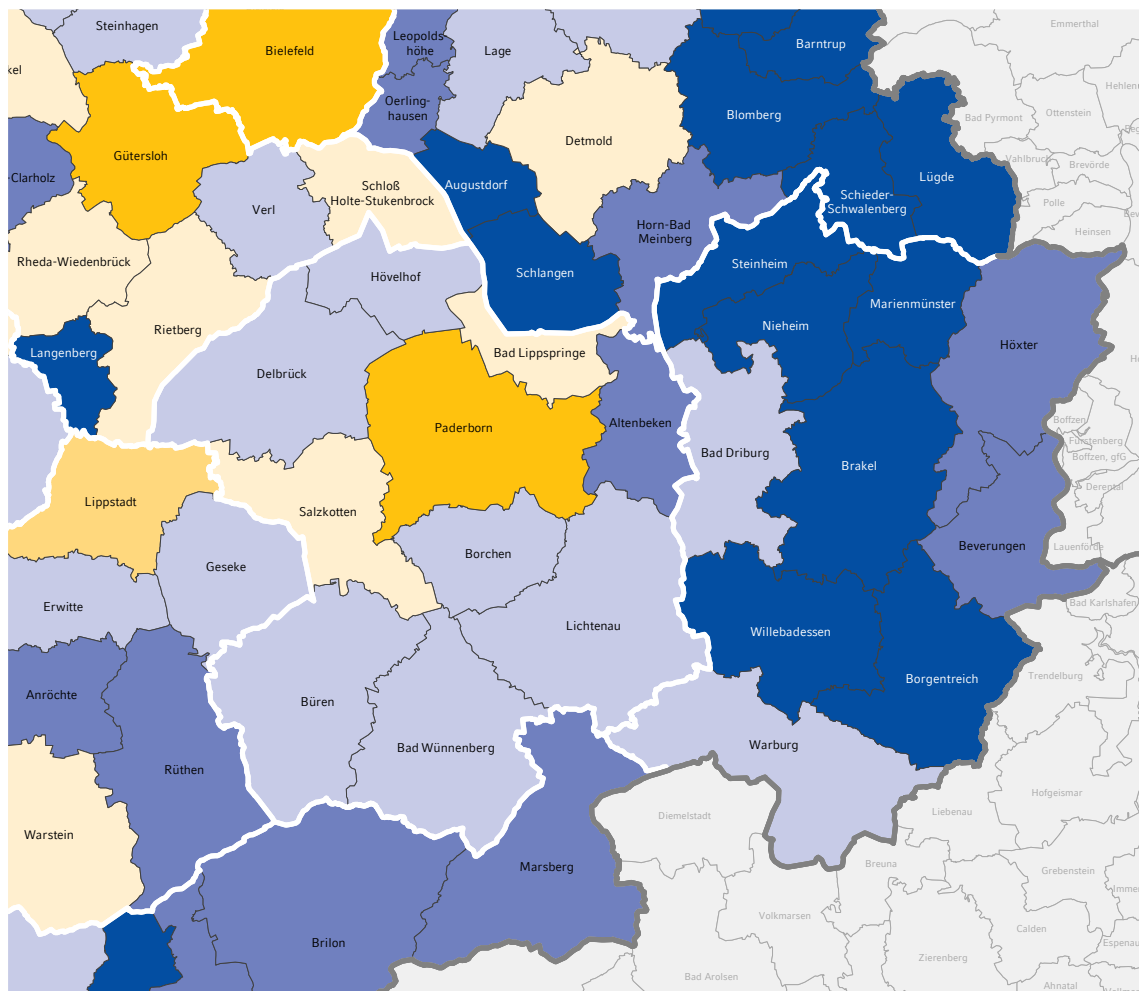 Steinhagen
Bielefeld
Leopolds
höhe
Lage
Barntrup
Emmerthal
kel
Oerling-
hausen
Blomberg
Ottenstein
Bad Pyrmont
Gütersloh
Detmold
Vahlbruch
Brevörde
-Clarholz
Schloß
Holte-Stukenbrock
Augustdorf
Lügde
Verl
Schieder-
Schwalenberg
Polle
Horn-Bad
Meinberg
Heinsen
Rheda-Wiedenbrück
Hövelhof
Schlangen
Steinheim
Marienmünster
Rietberg
Nieheim
Langenberg
Bad Lippspringe
Höxter
Delbrück
Paderborn
Altenbeken
Boffzen
Fürstenberg
Bad Driburg
Boffzen, gfG
Brakel
Derental
Lippstadt
Salzkotten
Beverungen
Lauenförde
Borchen
Geseke
Erwitte
Bad Karlshafen
Lichtenau
Willebadessen
Trendelburg
Borgentreich
Anröchte
Büren
Bad Wünnenberg
Warburg
Rüthen
Hofgeismar
Diemelstadt
Liebenau
Warstein
Breuna
Marsberg
Grebenstein
Volkmarsen
Calden
Brilon
Espenau
Zierenberg
Bad Arolsen
Ahnatal